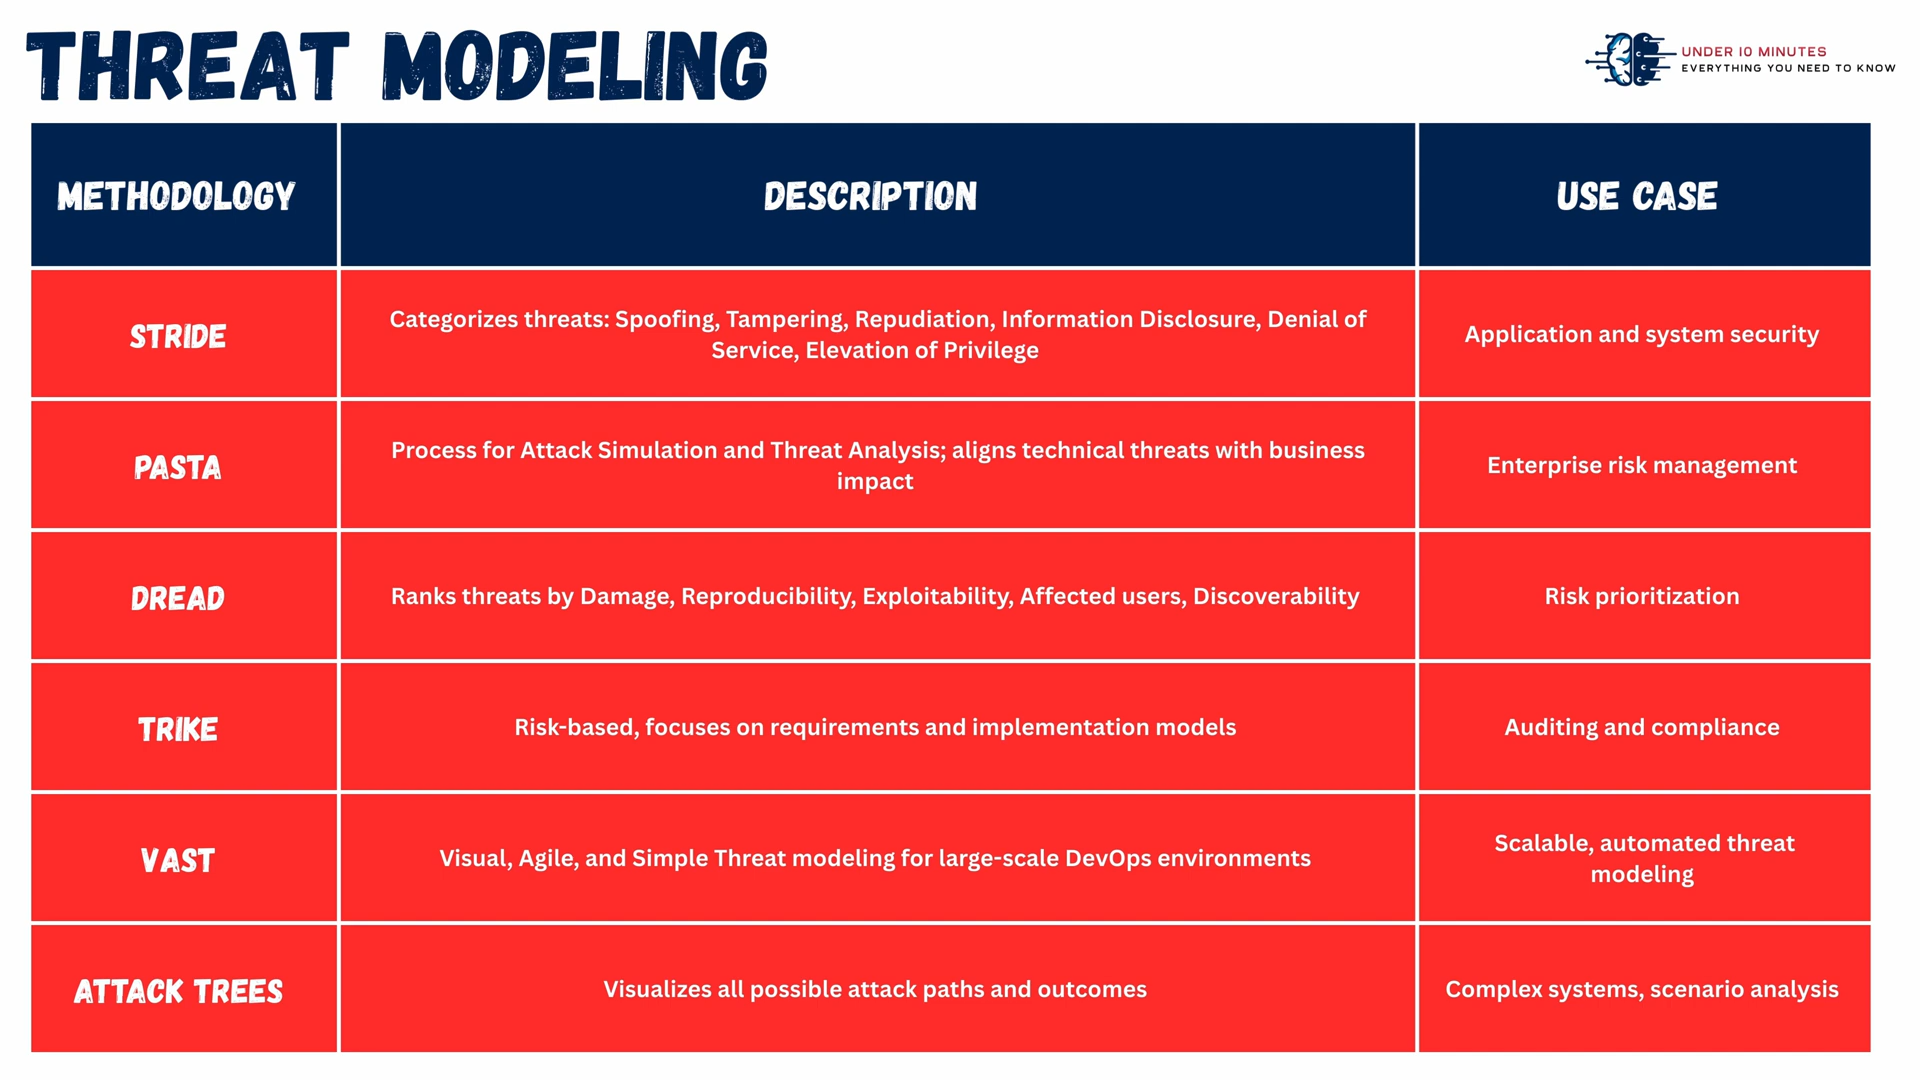 THREAT MODELING
UNDER 10 MINUTES
EVERYTHING YOU NEED TO KNOW
METHODOLOGY
DESCRIPTION
USE CASE
STRIDE
Categorizes threats: Spoofing, Tampering, Repudiation, Information Disclosure, Denial of
Service, Elevation of Privilege
Application and system security
PASTA
Process for Attack Simulation and Threat Analysis; aligns technical threats with business
impact
Enterprise risk management
DREAD
Ranks threats by Damage, Reproducibility, Exploitability, Affected users, Discoverability
Risk prioritization
TRIKE
Risk-based, focuses on requirements and implementation models
Auditing and compliance
VAST
Visual, Agile, and Simple Threat modeling for large-scale DevOps environments
Scalable, automated threat
modeling
ATTACK TREES
Visualizes all possible attack paths and outcomes
Complex systems, scenario analysis